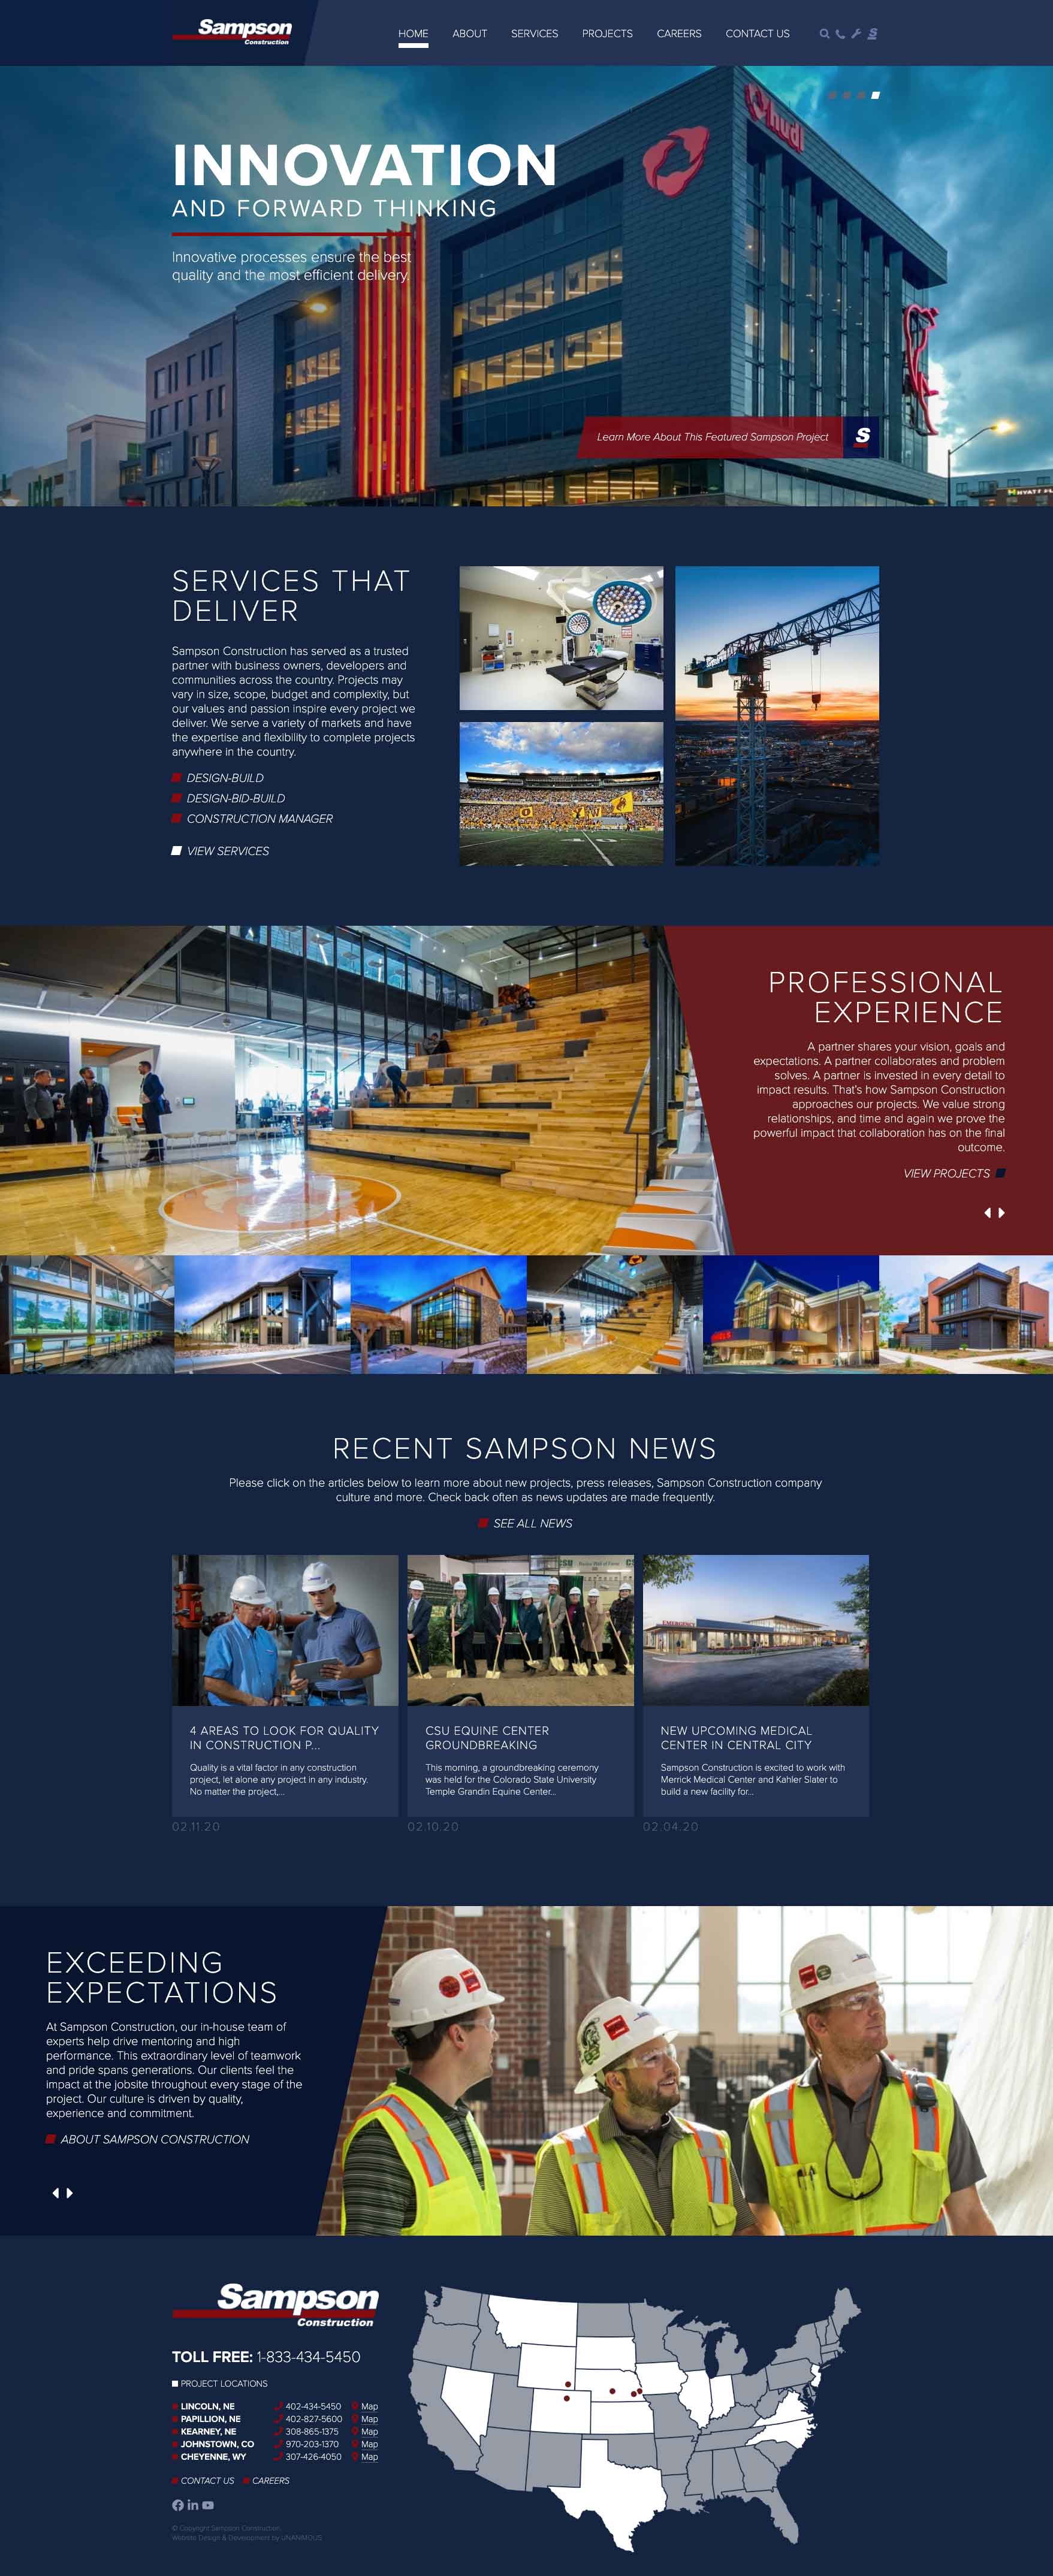 Sampson
Construction
HOME ABOUT SERVICES PROJECTS CAREERS CONTACT US
hudl
INNOVATION
AND FORWARD THINKING
Innovative processes ensure the best
quality and the most efficient delivery.
Learn More About This Featured Sampson Project
S
HYATT PL
SERVICES THAT
DELIVER
Sampson Construction has served as a trusted
partner with business owners, developers and
communities across the country. Projects may
vary in size, scope, budget and complexity, but
our values and passion inspire every project we
deliver. We serve a variety of markets and have
the expertise and flexibility to complete projects
anywhere in the country.
DESIGN-BUILD
DESIGN-BID-BUILD
CONSTRUCTION MANAGER
VIEW SERVICES
PROFESSIONAL
EXPERIENCE
A partner shares your vision, goals and
expectations. A partner collaborates and problem
solves. A partner is invested in every detail to
impact results. That's how Sampson Construction
approaches our projects. We value strong
relationships, and time and again we prove the
powerful impact that collaboration has on the final
outcome.
VIEW PROJECTS
RECENT SAMPSON NEWS
Please click on the articles below to learn more about new projects, press releases, Sampson Construction company
culture and more. Check back often as news updates are made frequently.
SEE ALL NEWS
CSU
EMERGENCY
4 AREAS TO LOOK FOR QUALITY
IN CONSTRUCTION P...
Quality is a vital factor in any construction
project, let alone any project in any industry.
No matter the project,...
02.11.20
CSU EQUINE CENTER
GROUNDBREAKING
This morning, a groundbreaking ceremony
was held for the Colorado State University
Temple Grandin Equine Center...
02.10.20
NEW UPCOMING MEDICAL
CENTER IN CENTRAL CITY
Sampson Construction is excited to work with
Merrick Medical Center and Kahler Slater to
build a new facility for...
02.04.20
EXCEEDING
EXPECTATIONS
At Sampson Construction, our in-house team of
experts help drive mentoring and high
performance. This extraordinary level of teamwork
and pride spans generations. Our clients feel the
impact at the jobsite throughout every stage of the
project. Our culture is driven by quality,
experience and commitment.
ABOUT SAMPSON CONSTRUCTION
Sampson
Construction
TOLL FREE: 1-833-434-5450
PROJECT LOCATIONS
LINCOLN, NE 402-434-5450 Map
PAPILLION, NE 402-827-5600 Map
KEARNEY, NE 308-865-1375 Map
JOHNSTOWN, CO 970-203-1370 Map
CHEYENNE, WY 307-426-4050 Map
CONTACT US CAREERS
© Copyright Sampson Construction.
Website Design & Development by UNANIMOUS